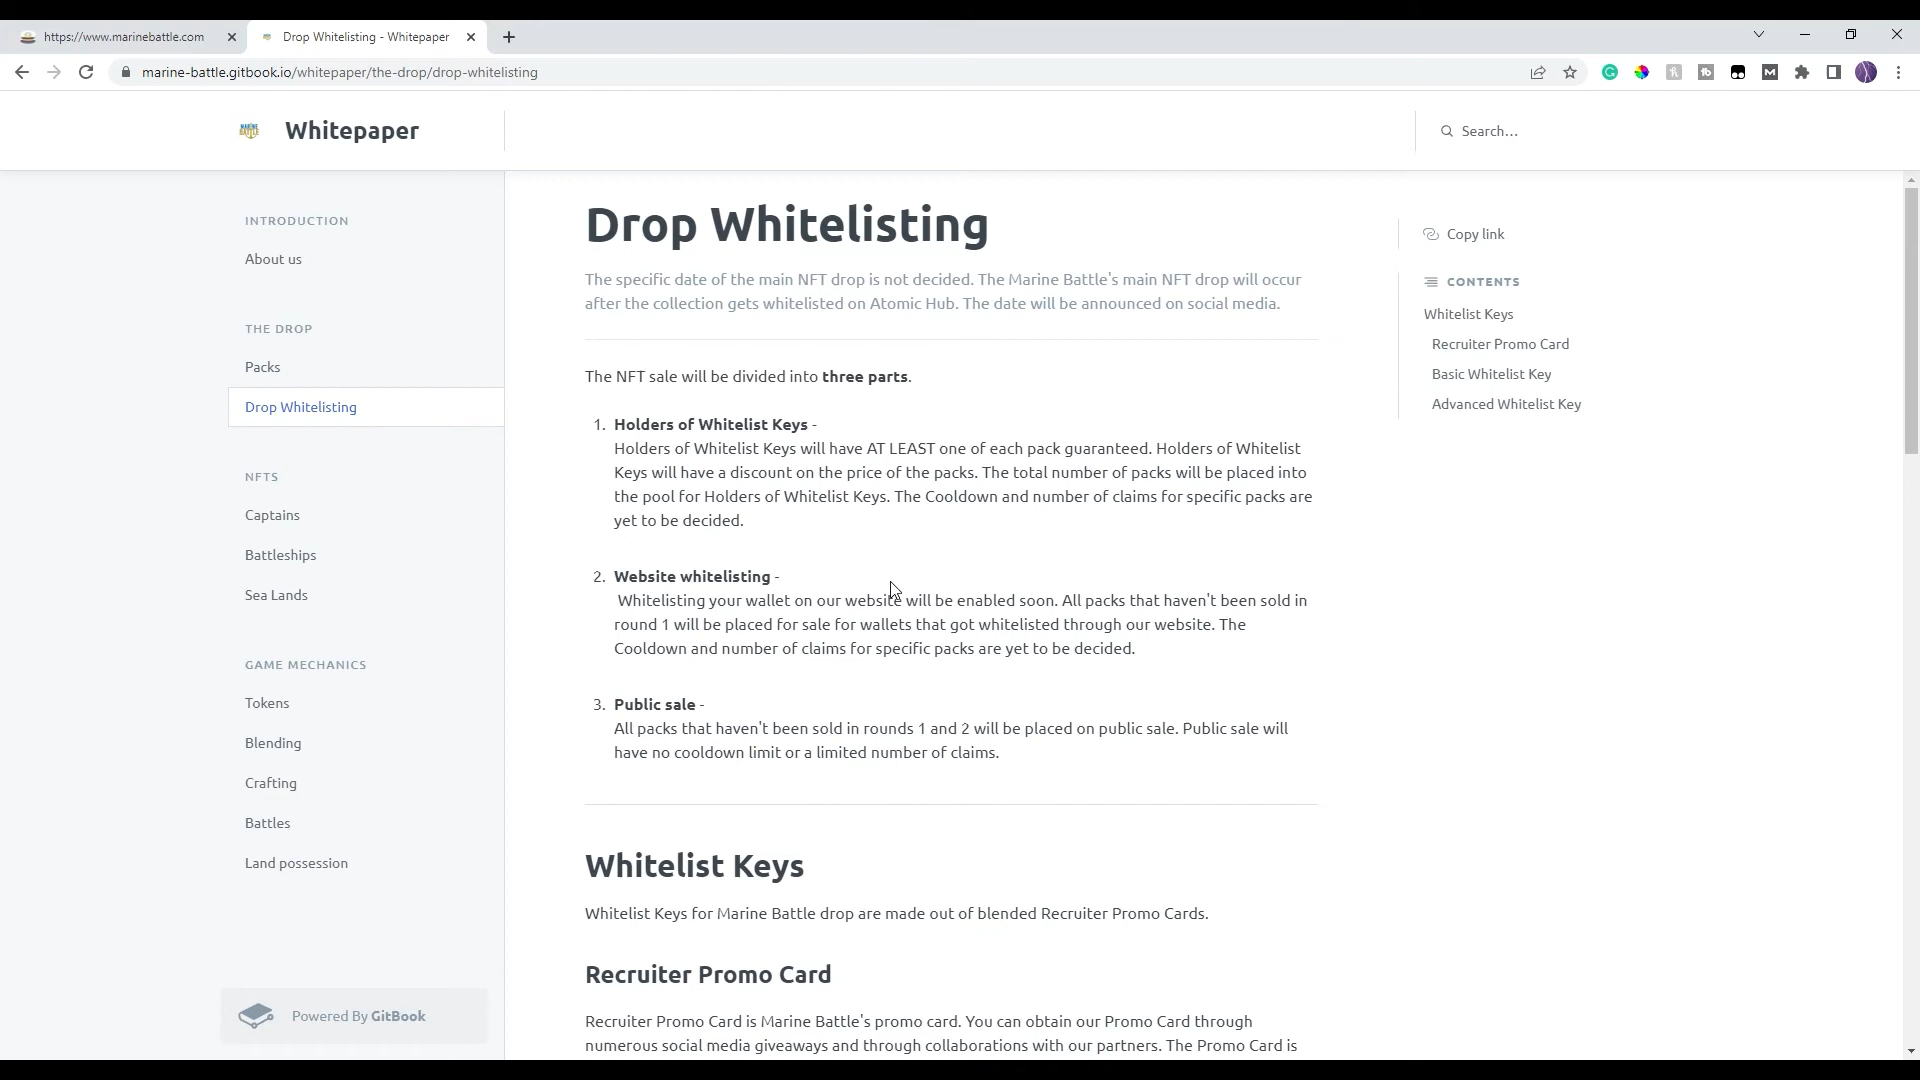 https://www.marinebattle.com
Drop Whitelisting - Whitepaper
marine-battle.gitbook.io/whitepaper/the-drop/drop-whitelisting
MARINE BATTLE
Whitepaper
Search...
INTRODUCTION
About us
THE DROP
Packs
Drop Whitelisting
NFTS
Captains
Battleships
Sea Lands
GAME MECHANICS
Tokens
Blending
Crafting
Battles
Land possession
Powered By GitBook
Drop Whitelisting
The specific date of the main NFT drop is not decided. The Marine Battle's main NFT drop will occur
after the collection gets whitelisted on Atomic Hub. The date will be announced on social media.
The NFT sale will be divided into three parts.
1. Holders of Whitelist Keys -
Holders of Whitelist Keys will have AT LEAST one of each pack guaranteed. Holders of Whitelist
Keys will have a discount on the price of the packs. The total number of packs will be placed into
the pool for Holders of Whitelist Keys. The Cooldown and number of claims for specific packs are
yet to be decided.
2. Website whitelisting -
Whitelisting your wallet on our website will be enabled soon. All packs that haven't been sold in
round 1 will be placed for sale for wallets that got whitelisted through our website. The
Cooldown and number of claims for specific packs are yet to be decided.
3. Public sale -
All packs that haven't been sold in rounds 1 and 2 will be placed on public sale. Public sale will
have no cooldown limit or a limited number of claims.
Whitelist Keys
Whitelist Keys for Marine Battle drop are made out of blended Recruiter Promo Cards.
Recruiter Promo Card
Recruiter Promo Card is Marine Battle's promo card. You can obtain our Promo Card through
numerous social media giveaways and through collaborations with our partners. The Promo Card is
Copy link
CONTENTS
Whitelist Keys
Recruiter Promo Card
Basic Whitelist Key
Advanced Whitelist Key